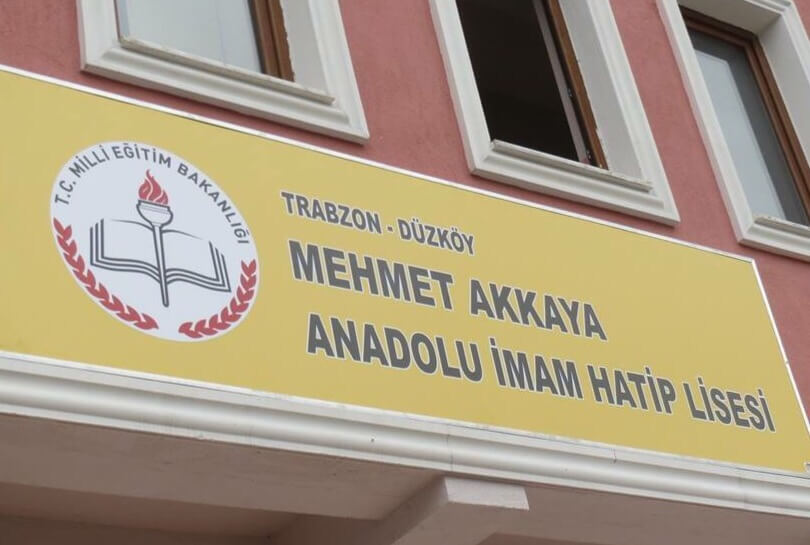 T.C. MİLLİ EĞİTİM BAKANLIĞI
TRABZON - DÜZKÖY
MEHMET AKKAYA
ANADOLU İMAM HATİP LİSESİ